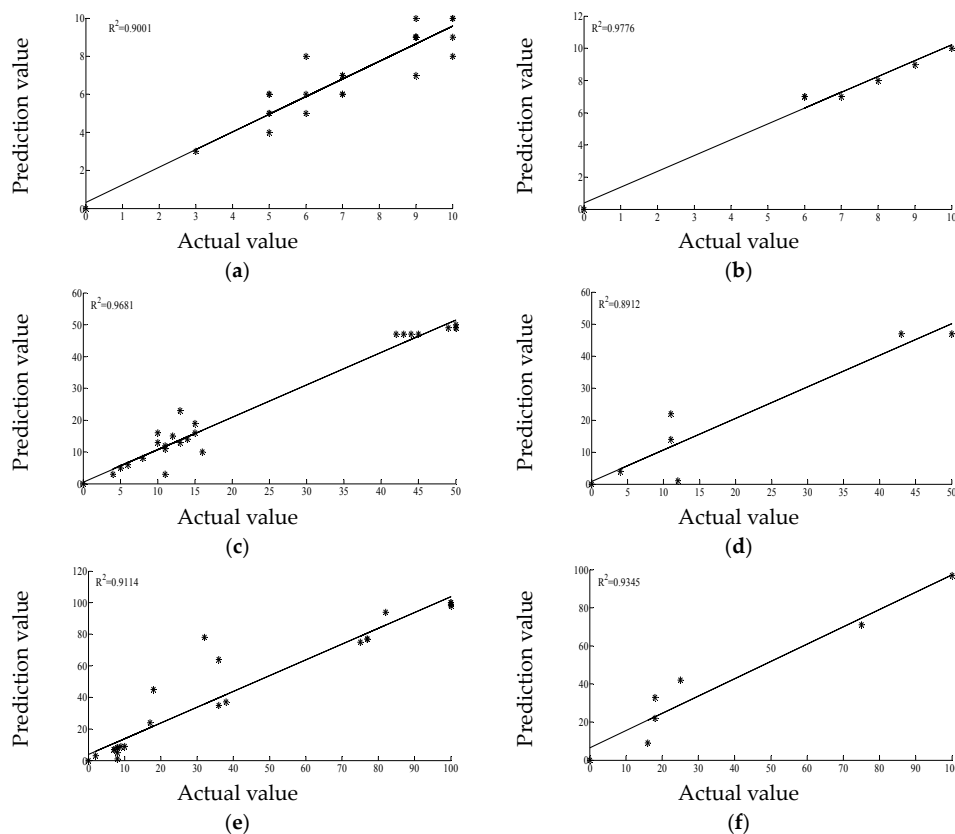 R²=0.9001
Prediction value
10
8
6
4
2
0
0 1 2 3 4 5 6 7 8 9 10
Actual value
(a)
R²=0.9776
Prediction value
12
10
8
6
4
2
0
0 1 2 3 4 5 6 7 8 9 10
Actual value
(b)
R²=0.9681
Prediction value
60
50
40
30
20
10
0
0 5 10 15 20 25 30 35 40 45 50
Actual value
(c)
R²=0.8912
Prediction value
60
50
40
30
20
10
0
0 5 10 15 20 25 30 35 40 45 50
Actual value
(d)
R²=0.9114
Prediction value
120
100
80
60
40
20
0
0 10 20 30 40 50 60 70 80 90 100
Actual value
(e)
R²=0.9345
Prediction value
100
80
60
40
20
0
0 10 20 30 40 50 60 70 80 90 100
Actual value
(f)